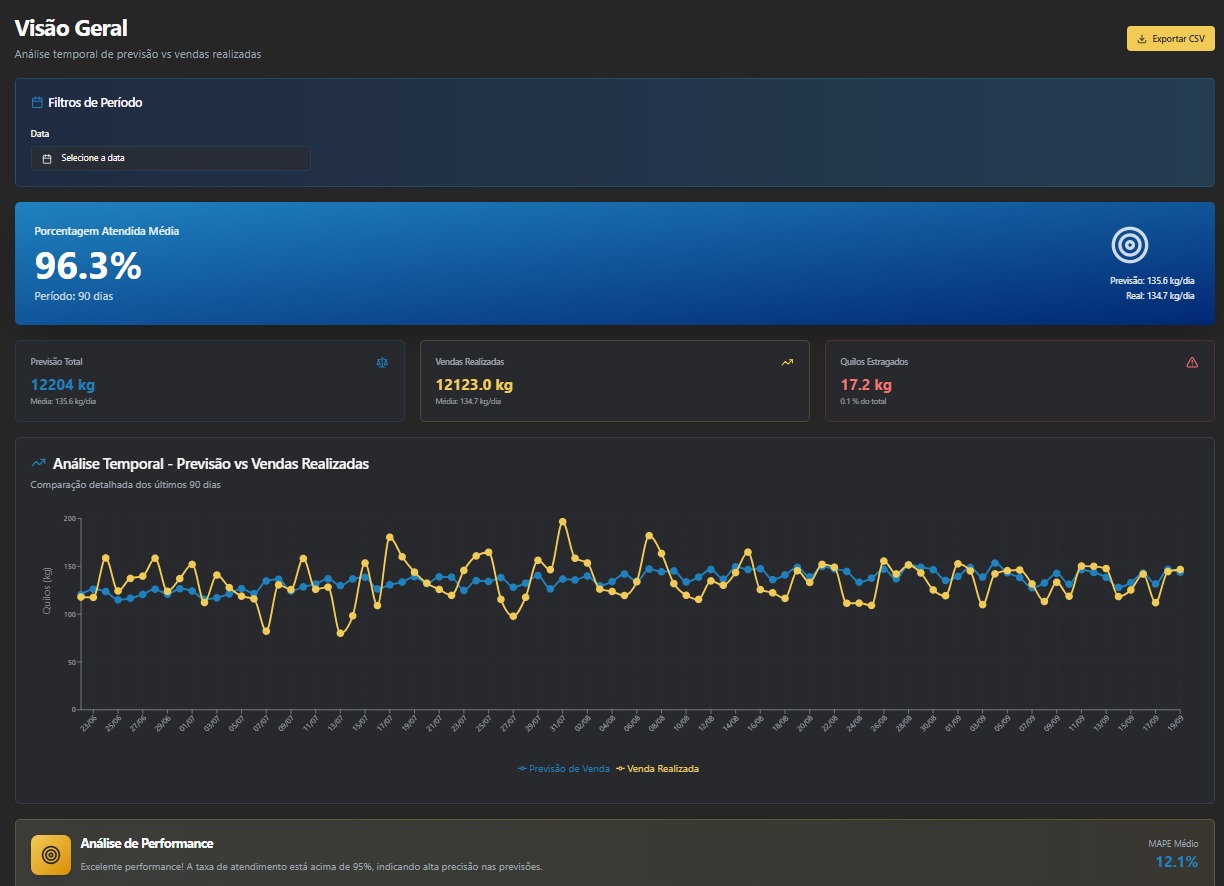 Visão Geral
Análise temporal de previsão vs vendas realizadas
Exportar CSV
Filtros de Período
Data
Selecione a data
Porcentagem Atendida Média
96.3%
Período: 90 dias
Previsão: 135.6 kg/dia
Real: 134.7 kg/dia
Previsão Total
12204 kg
Média: 135.6 kg/dia
Vendas Realizadas
12123.0 kg
Média: 134.7 kg/dia
Quilos Estragados
17.2 kg
0.1 % do total
Análise Temporal - Previsão vs Vendas Realizadas
Comparação detalhada dos últimos 90 dias
Quilos (kg)
200
150
100
50
0
23/06 25/06 27/06 29/06 01/07 03/07 05/07 07/07 09/07 11/07 13/07 15/07 17/07 19/07 21/07 23/07 25/07 27/07 29/07 31/07 02/08 04/08 06/08 08/08 10/08 12/08 14/08 16/08 18/08 20/08 22/08 24/08 26/08 28/08 30/08 01/09 03/09 05/09 07/09 09/09 11/09 13/09 15/09 17/09 19/09
Previsão de Venda Venda Realizada
Análise de Performance
Excelente performance! A taxa de atendimento está acima de 95%, indicando alta precisão nas previsões.
MAPE Médio
12.1%